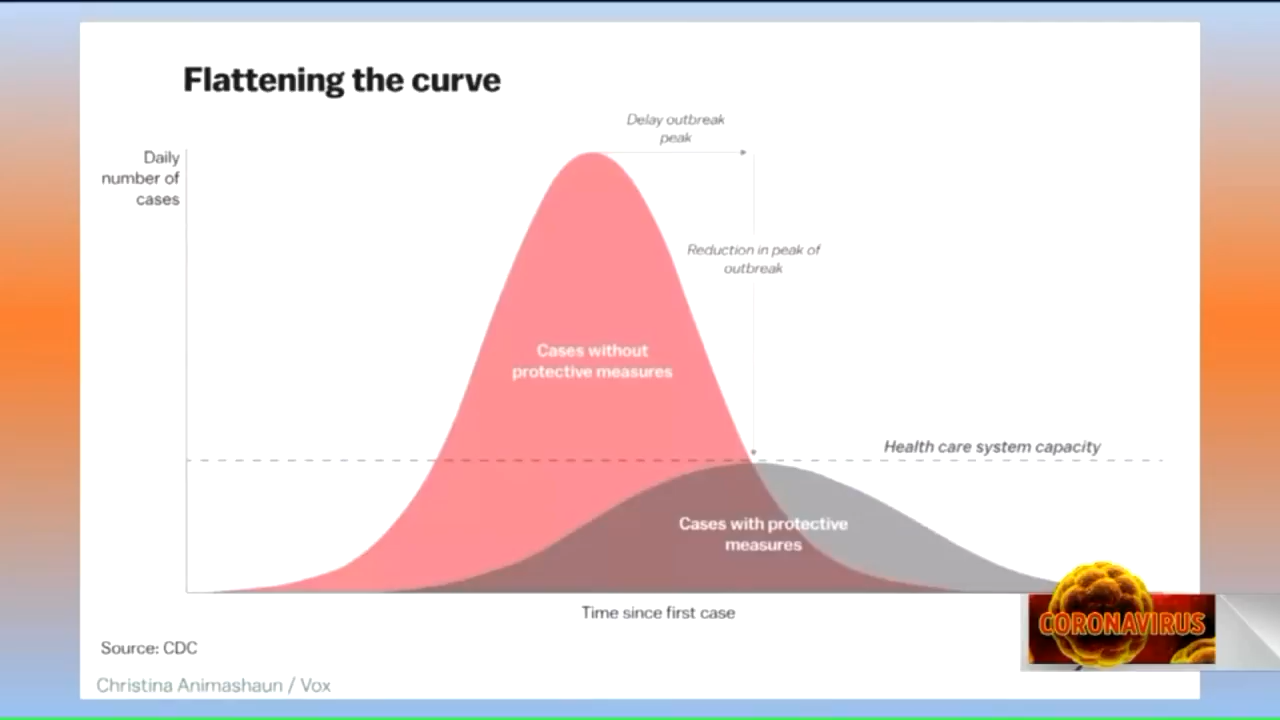 Flattening the curve
Delay outbreak
peak
Daily
number of
cases
Reduction in peak of
outbreak
Cases without
protective measures
Health care system capacity
Cases with protective
measures
Time since first case
CORONAVIRUS
Source: CDC
Christina Animashaun / Vox